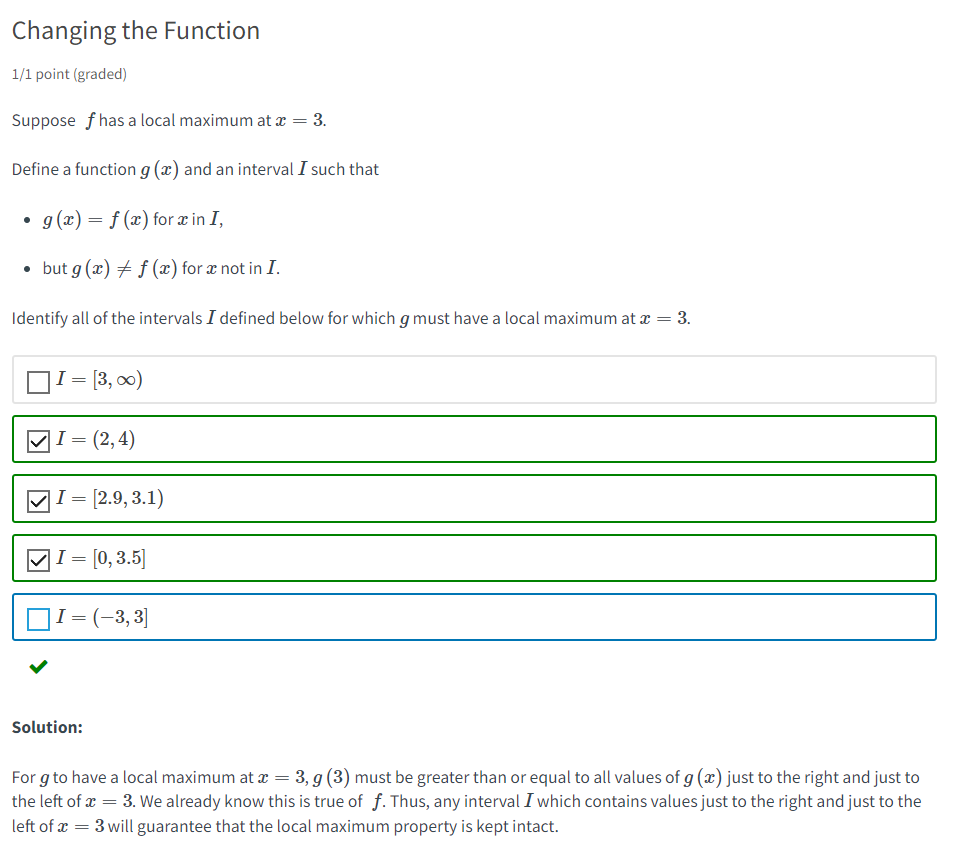 Changing the Function
1/1 point (graded)
Suppose f has a local maximum at x = 3.
Define a function g (x) and an interval I such that
• g (x) = f (x) for x in I,
• but g (x) ≠ f (x) for x not in I.
Identify all of the intervals I defined below for which g must have a local maximum at x = 3.
I = [3, ∞)
I = (2, 4)
I = [2.9, 3.1)
I = [0, 3.5]
I = (−3, 3]
Solution:
For g to have a local maximum at x = 3, g (3) must be greater than or equal to all values of g (x) just to the right and just to
the left of x = 3. We already know this is true of f. Thus, any interval I which contains values just to the right and just to the
left of x = 3 will guarantee that the local maximum property is kept intact.